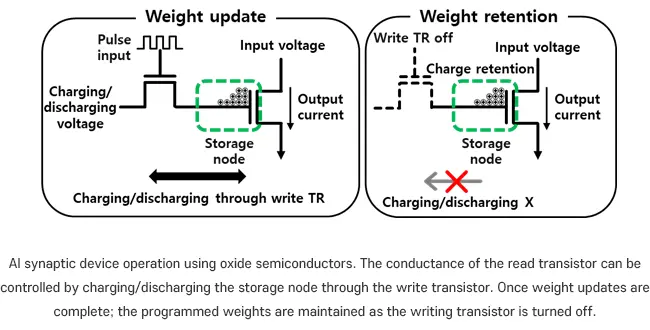 Weight update
Pulse
input
Charging/
discharging
voltage
Input voltage
Output
current
Storage
node
Charging/discharging through write TR
Weight retention
Write TR off
Input voltage
Charge retention
Output
current
Storage
node
Charging/discharging X
AI synaptic device operation using oxide semiconductors. The conductance of the read transistor can be
controlled by charging/discharging the storage node through the write transistor. Once weight updates are
complete; the programmed weights are maintained as the writing transistor is turned off.